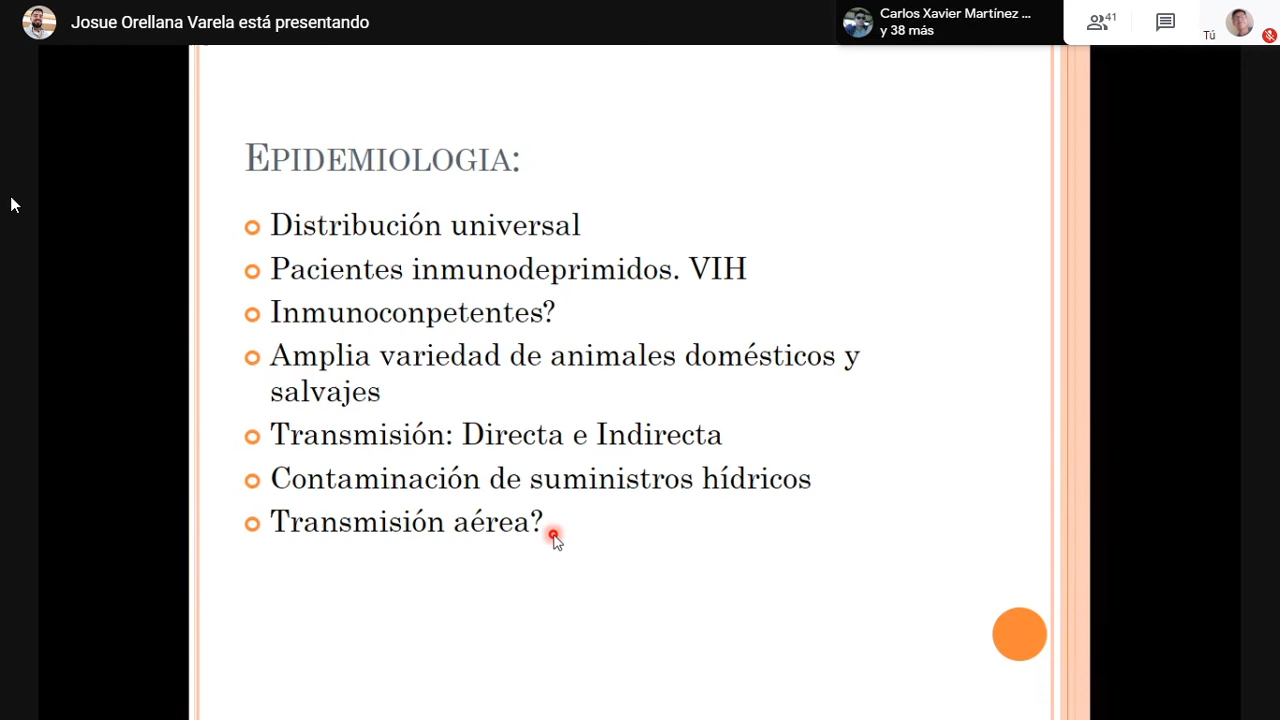 Josue Orellana Varela está presentando
Carlos Xavier Martínez ...
y 38 más
41
Tú
EPIDEMIOLOGIA:
Distribución universal
Pacientes inmunodeprimidos. VIH
Inmunoconpetentes?
Amplia variedad de animales domésticos y
salvajes
Transmisión: Directa e Indirecta
Contaminación de suministros hídricos
Transmisión aérea?